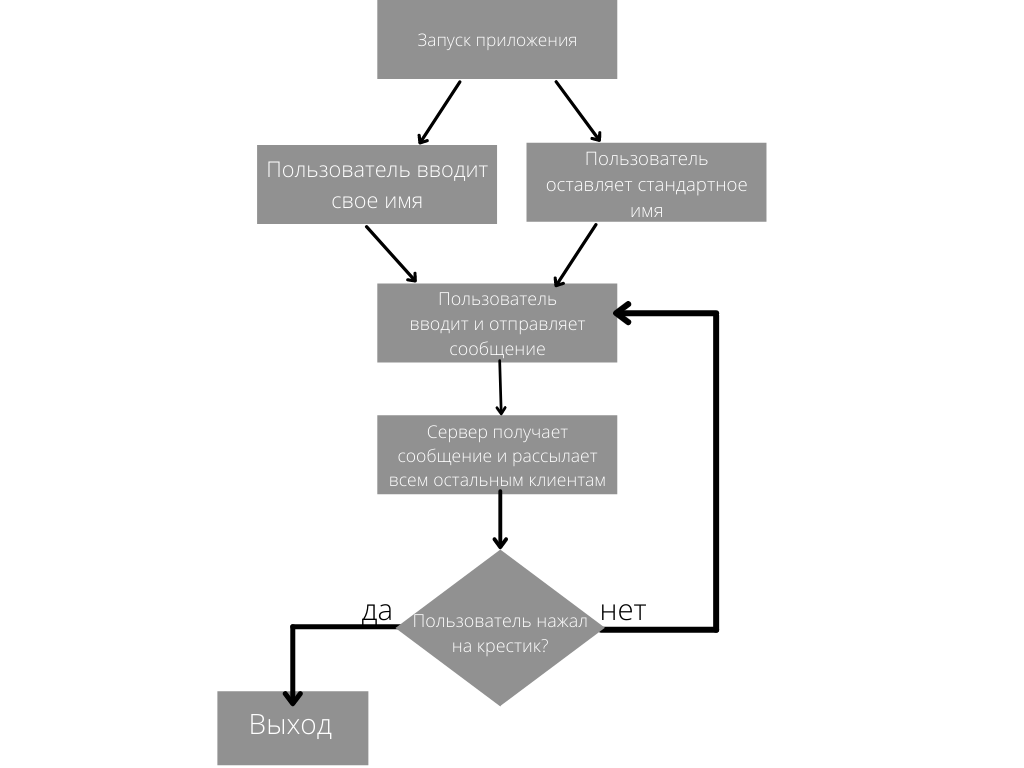 Запуск приложения
Пользователь вводит
свое имя
Пользователь
оставляет стандартное
имя
Пользователь
вводит и отправляет
сообщение
Сервер получает
сообщение и рассылает
всем остальным клиентам
да
нет
Пользователь нажал
на крестик?
Выход